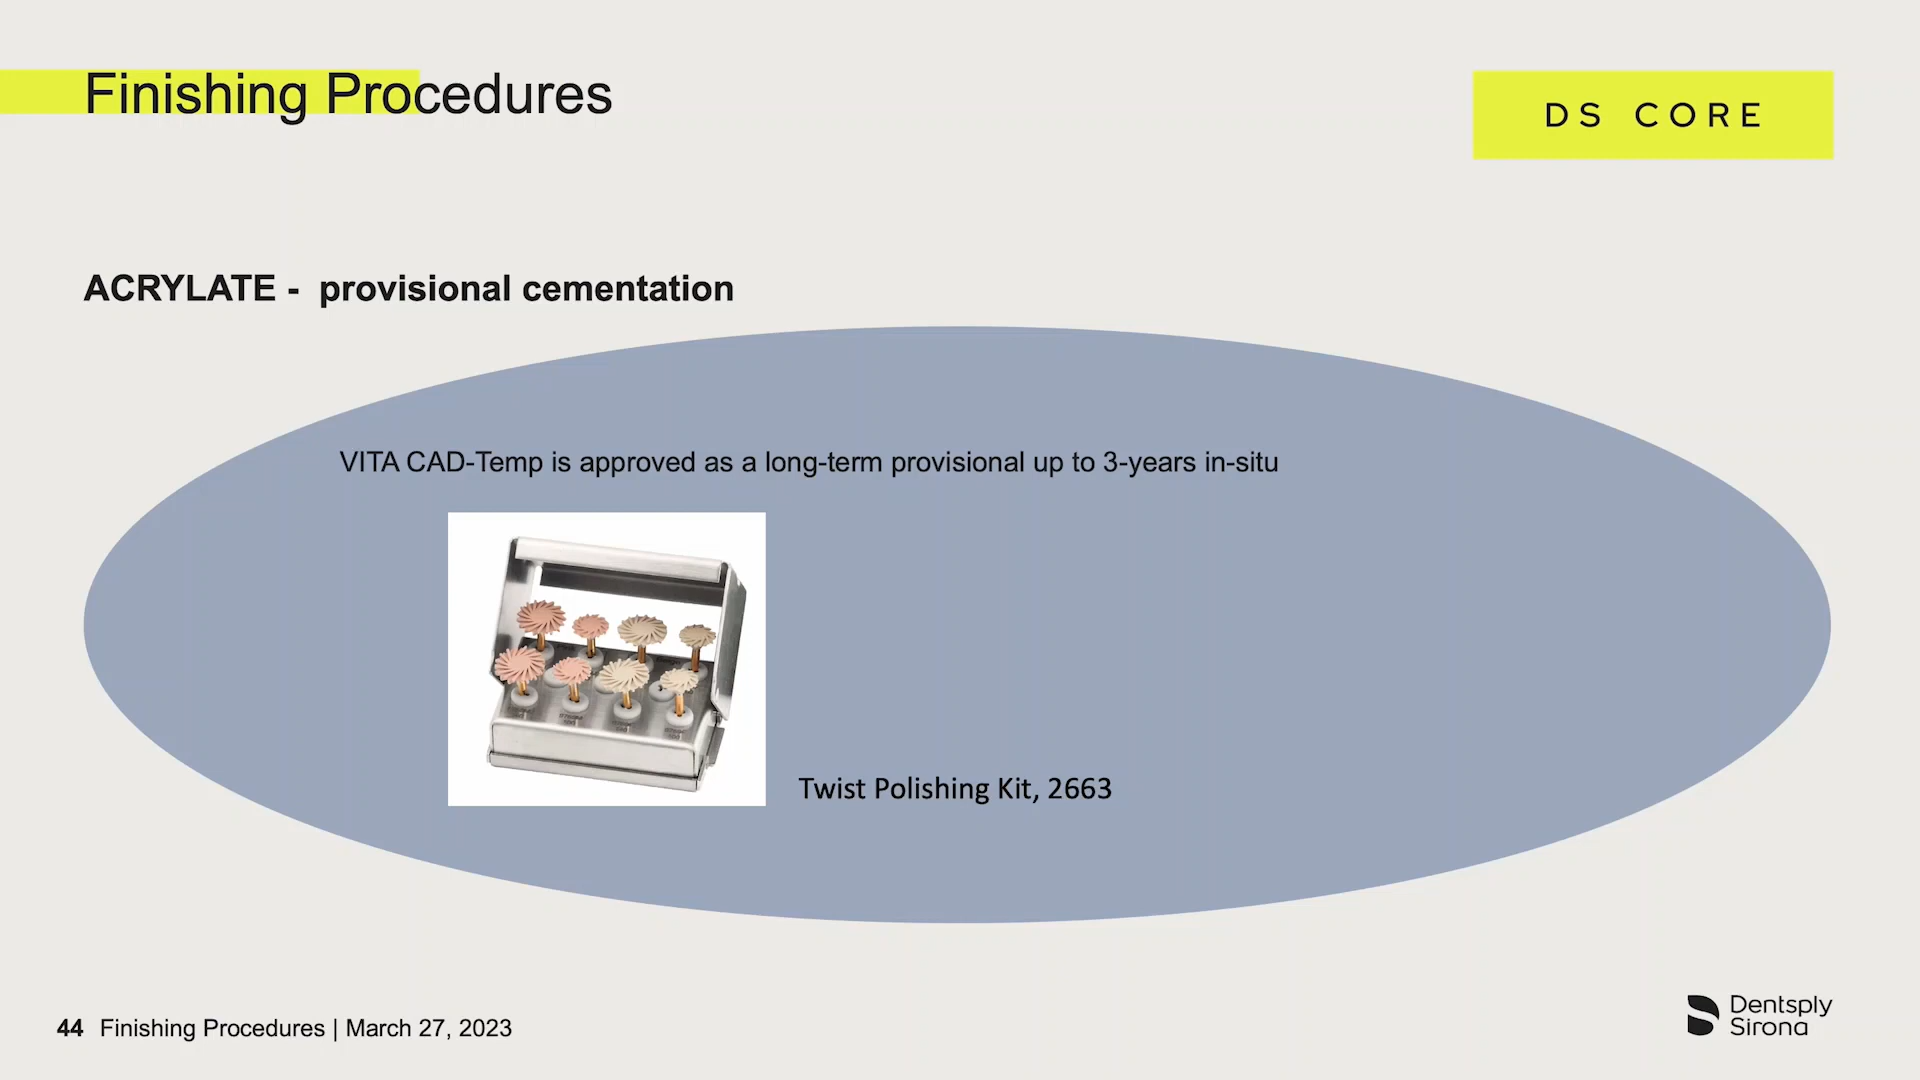 Finishing Procedures
DS CORE
ACRYLATE - provisional cementation
VITA CAD-Temp is approved as a long-term provisional up to 3-years in-situ
Twist Polishing Kit, 2663
44 Finishing Procedures | March 27, 2023
Dentsply
Sirona